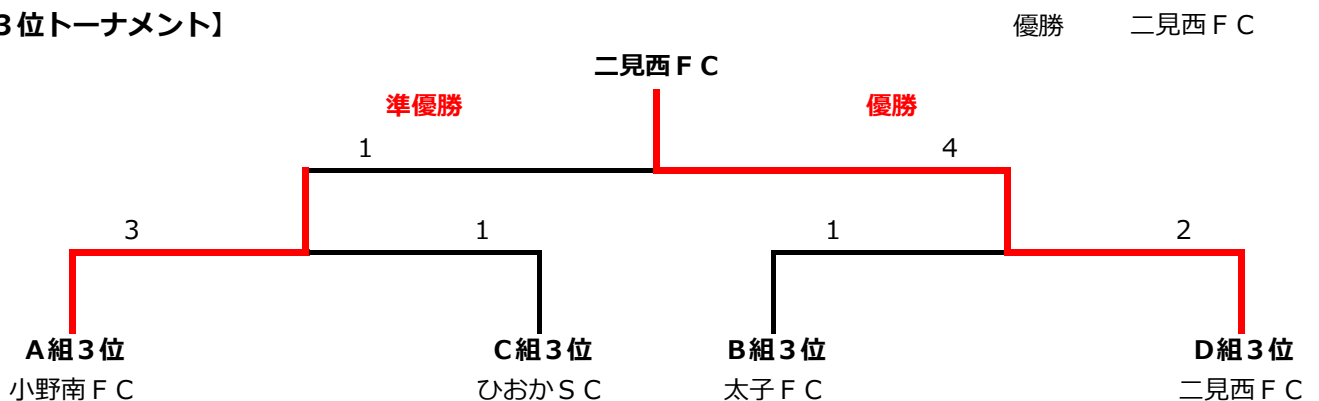 ３位トーナメント】 優勝 二見西ＦＣ
二見西ＦＣ
準優勝 優勝
1 4
3 1 1 2
A組３位 C組３位 B組３位 D組３位
小野南ＦＣ ひおかＳＣ 太子ＦＣ 二見西ＦＣ